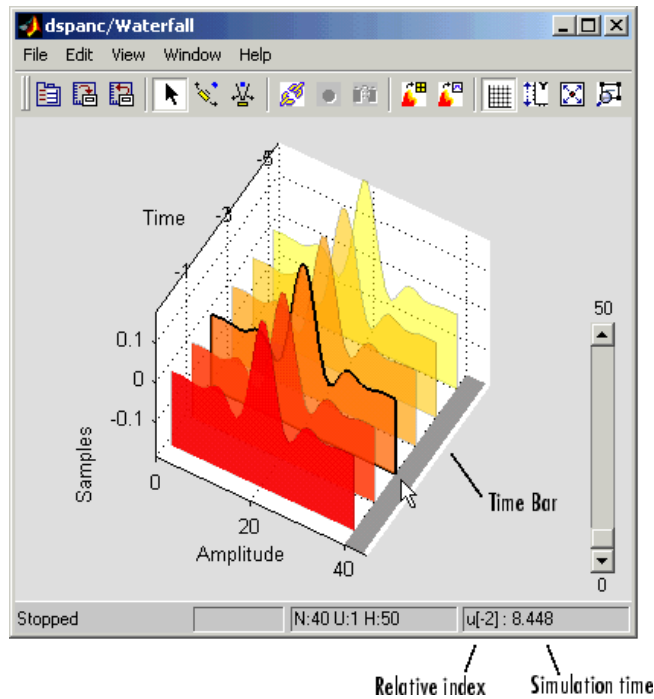 dspanc/Waterfall
File Edit View Window Help
-5
Time
-3
-1
0.1
0
-0.1
Samples
0
20
40
Amplitude
50
0
Time Bar
Stopped
N:40 U:1 H:50
u[-2] : 8.448
Relative index
Simulation time